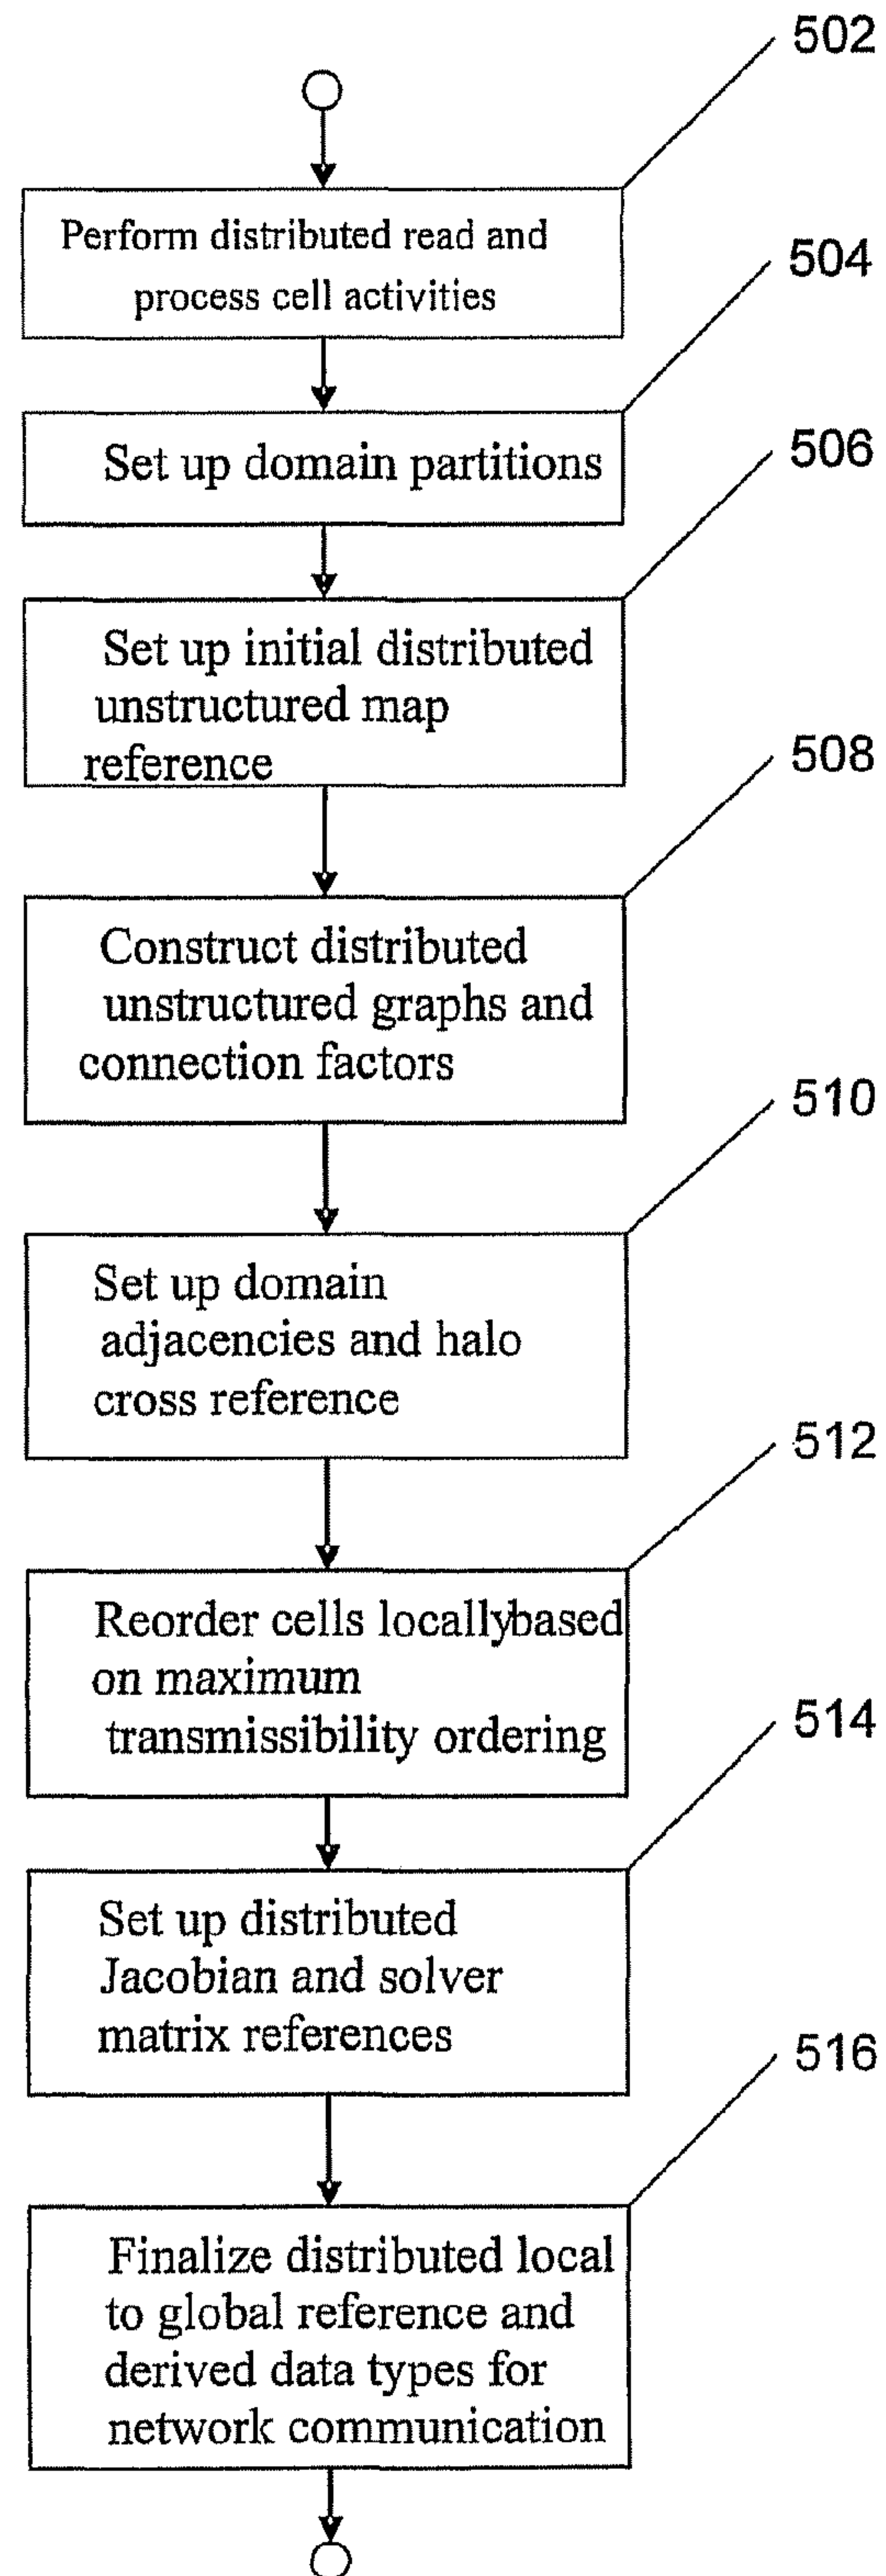 502
Perform distributed read and
process cell activities
504
Set up domain partitions
506
Set up initial distributed
unstructured map
reference
508
Construct distributed
unstructured graphs and
connection factors
510
Set up domain
adjacencies and halo
cross reference
512
Reorder cells locallybased
on maximum
transmissibility ordering
514
Set up distributed
Jacobian and solver
matrix references
516
Finalize distributed local
to global reference and
derived data types for
network communication